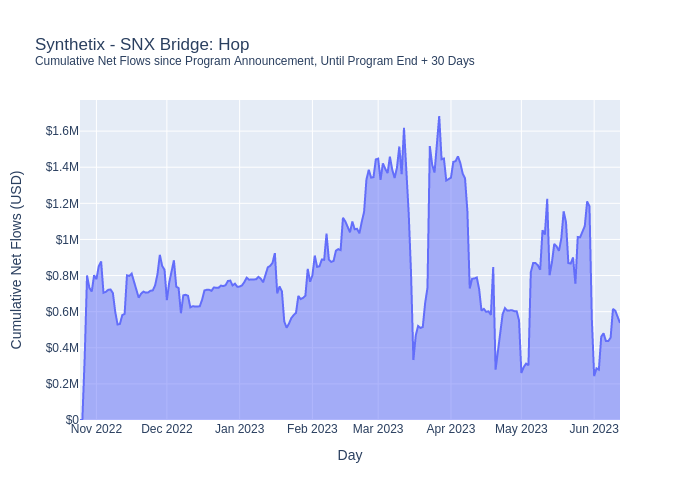 Synthetix - SNX Bridge: Hop
Cumulative Net Flows since Program Announcement, Until Program End + 30 Days
$1.6M
$1.4M
$1.2M
$1M
$0.8M
$0.6M
$0.4M
$0.2M
$0
Cumulative Net Flows (USD)
Nov 2022 Dec 2022 Jan 2023 Feb 2023 Mar 2023 Apr 2023 May 2023 Jun 2023
Day